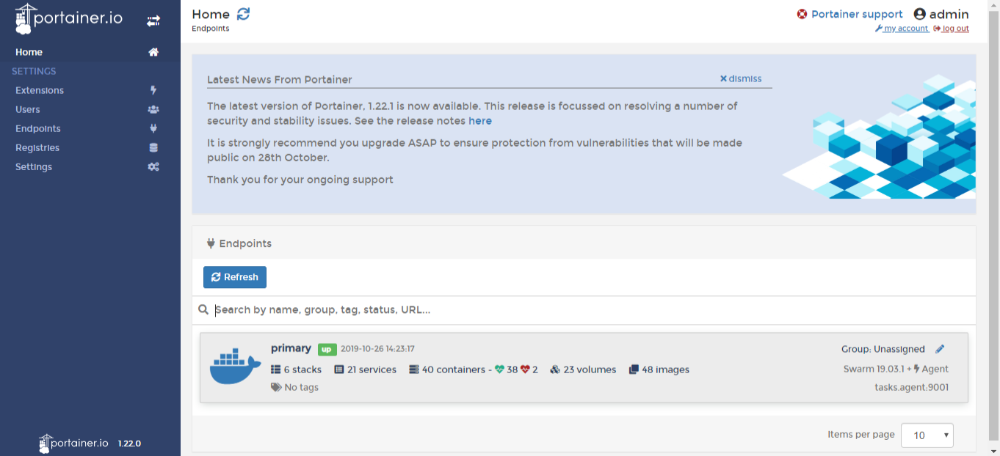 portainer.io
Home
SETTINGS
Extensions
Users
Endpoints
Registries
Settings
portainer.io 1.22.0
Home
Endpoints
Portainer support admin
my account log out
Latest News From Portainer
dismiss
The latest version of Portainer, 1.22.1 is now available. This release is focussed on resolving a number of
security and stability issues. See the release notes here
It is strongly recommend you upgrade ASAP to ensure protection from vulnerabilities that will be made
public on 28th October.
Thank you for your ongoing support
Endpoints
Refresh
Search by name, group, tag, status, URL...
primary up 2019-10-26 14:23:17
Group: Unassigned
6 stacks 21 services 40 containers - 38 2 23 volumes 48 images
Swarm 19.03.1 + Agent
No tags
tasks.agent:9001
Items per page 10